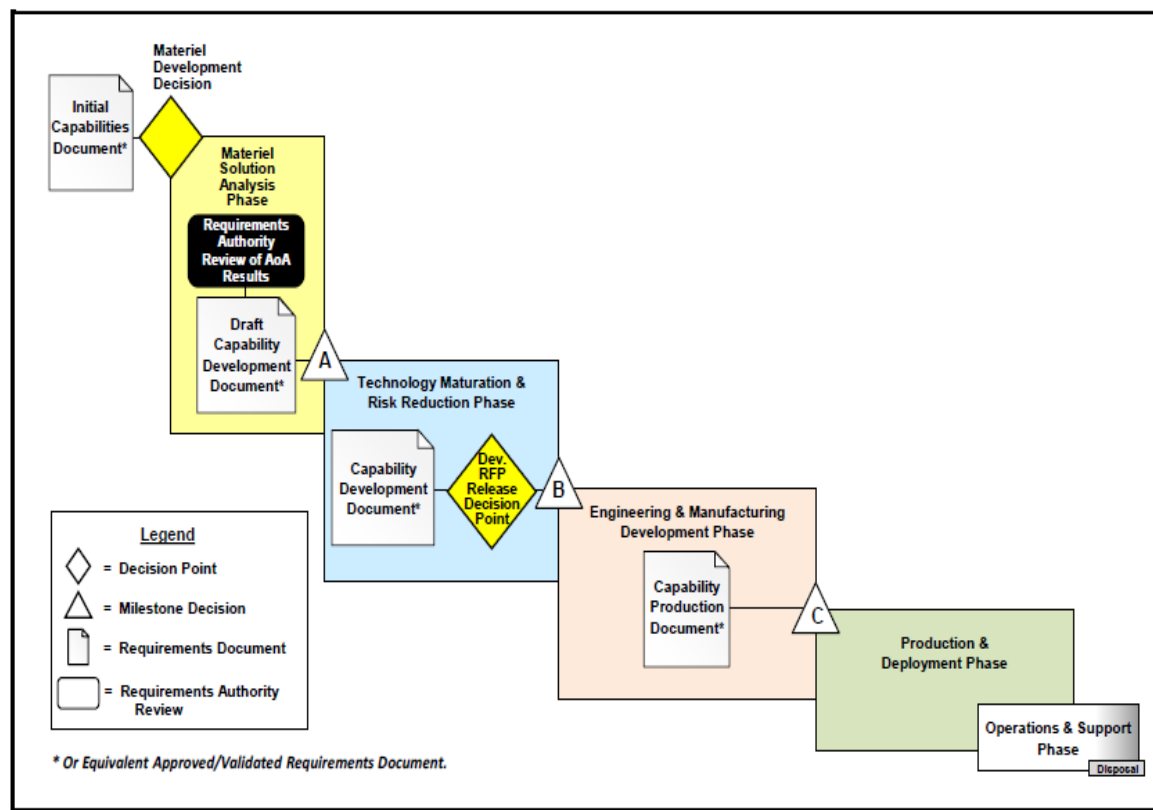 Materiel
Development
Decision
Initial
Capabilities
Document*
Materiel
Solution
Analysis
Phase
Requirements
Authority
Review of AoA
Results
Draft
Capability
Development
Document*
A
Technology Maturation &
Risk Reduction Phase
Capability
Development
Document*
Dev.
RFP
Release
Decision
Point
B
Engineering & Manufacturing
Development Phase
Capability
Production
Document*
C
Production &
Deployment Phase
Operations & Support
Phase
Disposal
Legend
= Decision Point
= Milestone Decision
= Requirements Document
= Requirements Authority
Review
* Or Equivalent Approved/Validated Requirements Document.